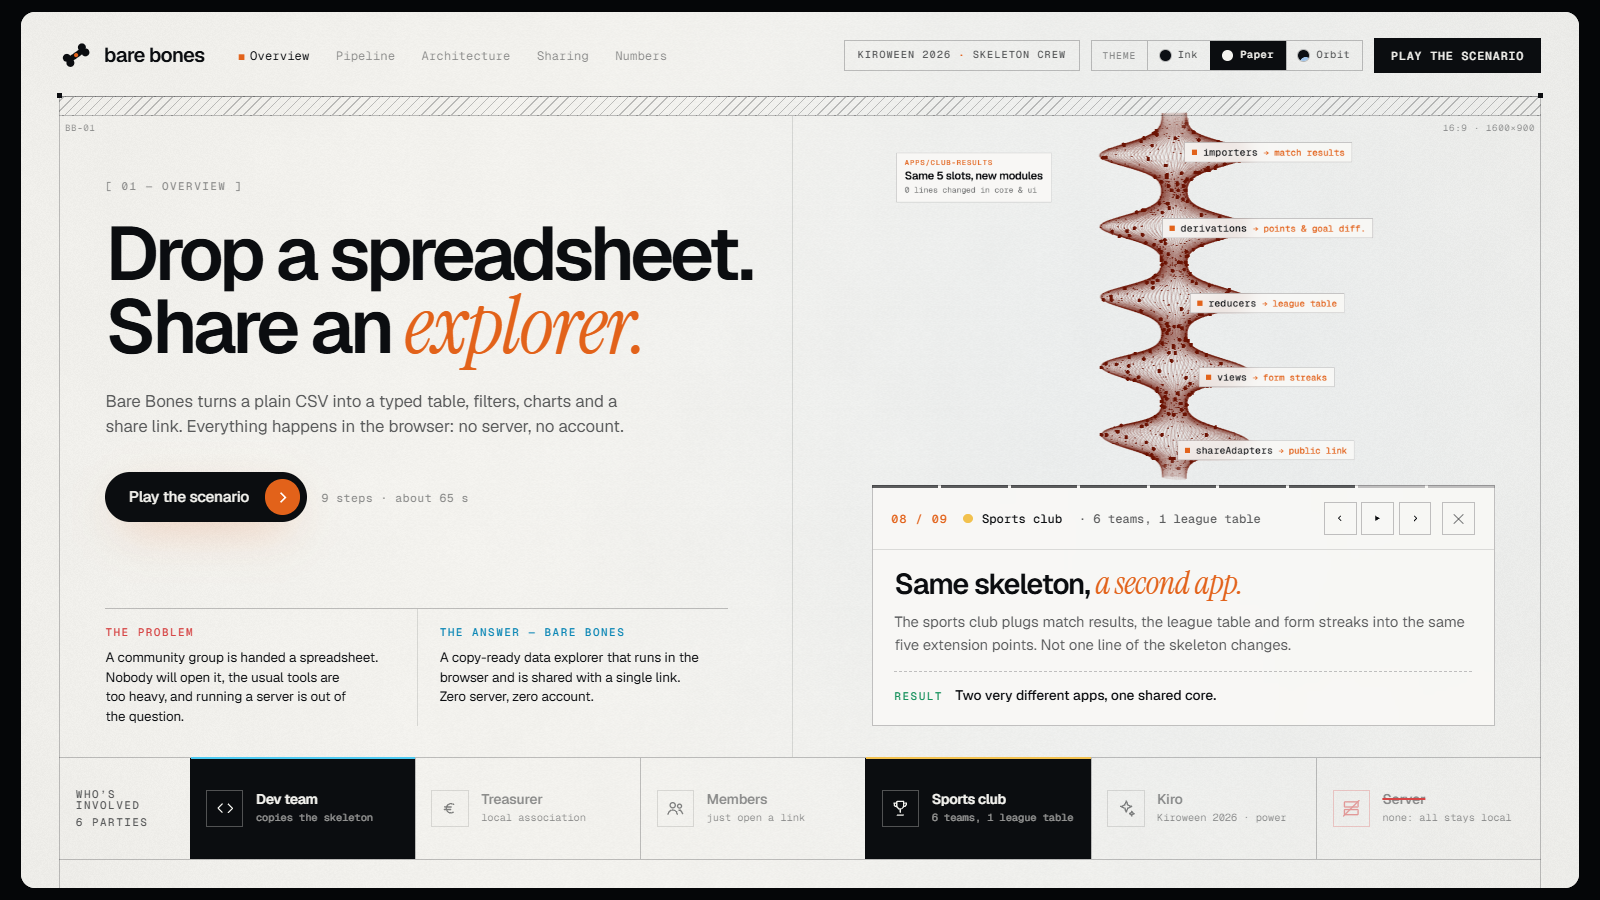 bare bones
Overview
Pipeline
Architecture
Sharing
Numbers
KIROWEEN 2026 · SKELETON CREW
THEME
Ink
Paper
Orbit
PLAY THE SCENARIO
BB-01
16:9 · 1600×900
[ 01 — OVERVIEW ]
Drop a spreadsheet.
Share an explorer.
Bare Bones turns a plain CSV into a typed table, filters, charts and a
share link. Everything happens in the browser: no server, no account.
Play the scenario
9 steps · about 65 s
THE PROBLEM
A community group is handed a spreadsheet.
Nobody will open it, the usual tools are
too heavy, and running a server is out of
the question.
THE ANSWER — BARE BONES
A copy-ready data explorer that runs in the
browser and is shared with a single link.
Zero server, zero account.
APPS/CLUB-RESULTS
Same 5 slots, new modules
0 lines changed in core & ui
importers → match results
derivations → points & goal diff.
reducers → league table
views → form streaks
shareAdapters → public link
08 / 09
Sports club
· 6 teams, 1 league table
Same skeleton, a second app.
The sports club plugs match results, the league table and form streaks into the same
five extension points. Not one line of the skeleton changes.
RESULT Two very different apps, one shared core.
WHO'S
INVOLVED
6 PARTIES
Dev team
copies the skeleton
Treasurer
local association
Members
just open a link
Sports club
6 teams, 1 league table
Kiro
Kiroween 2026 · power
Server
none: all stays local